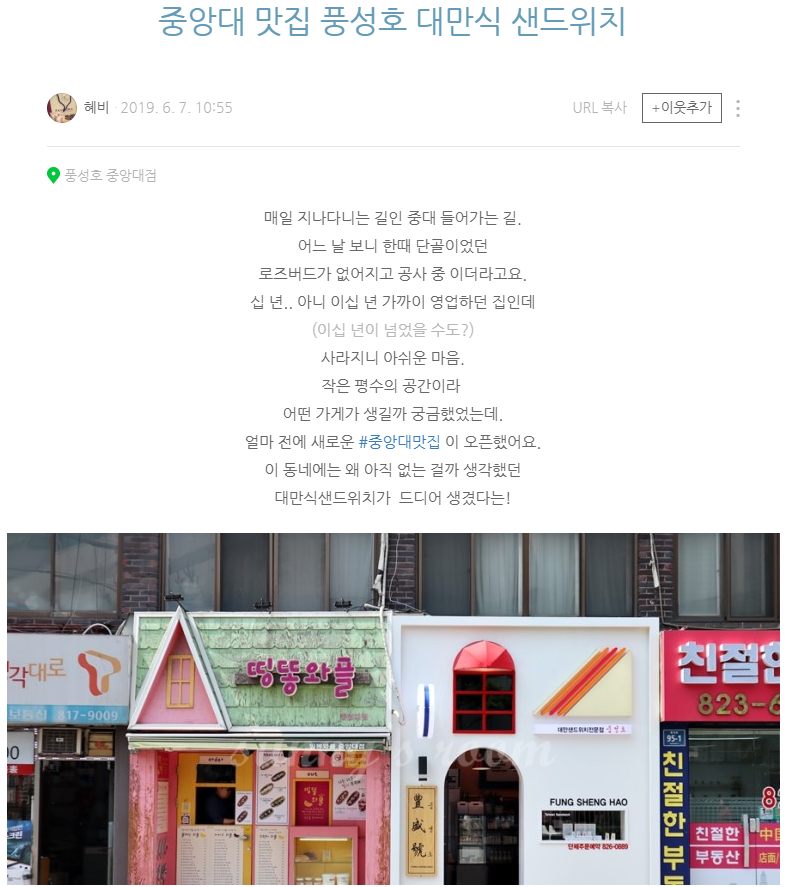 중앙대 맛집 풍성호 대만식 샌드위치
혜비 · 2019. 6. 7. 10:55
URL 복사
+이웃추가
풍성호 중앙대점
매일 지나다니는 길인 중대 들어가는 길.
어느 날 보니 한때 단골이었던
로즈버드가 없어지고 공사 중 이더라고요.
십 년.. 아니 이십 년 가까이 영업하던 집인데
(이십 년이 넘었을 수도?)
사라지니 아쉬운 마음.
작은 평수의 공간이라
어떤 가게가 생길까 궁금했었는데.
얼마 전에 새로운 #중앙대맛집 이 오픈했어요.
이 동네에는 왜 아직 없는 걸까 생각했던
대만식샌드위치가  드디어 생겼다는!
각대로
817-9009
떵똥와플
대만샌드위치전문점 풍성호
豊盛號
FUNG SHENG HAO
단체주문예약 826-0889
친절한
823-6
95-1
친절한 부동
친절한
부동산
中国
room